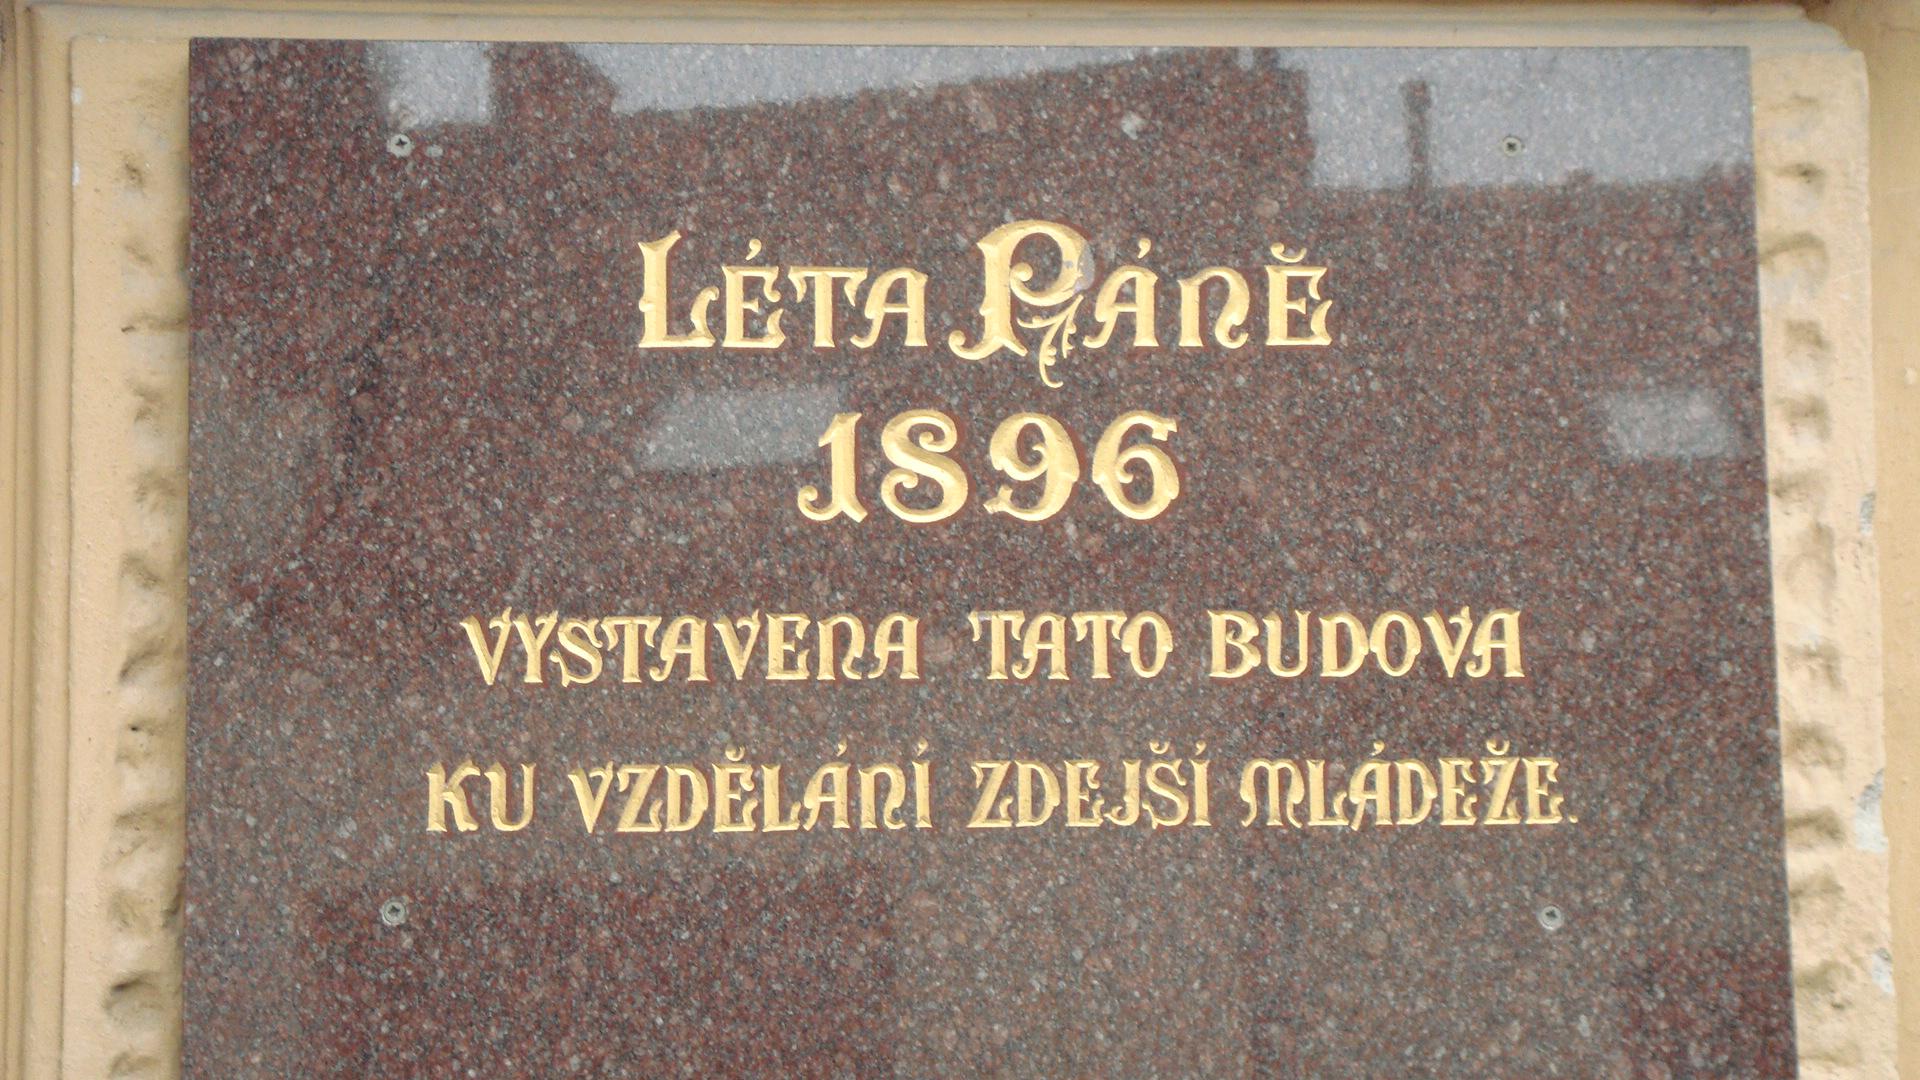 LÉTA PÁNĚ
1896
VYSTAVENA TATO BUDOVA
KU VZDĚLÁNÍ ZDEJŠÍ MLÁDEŽE.